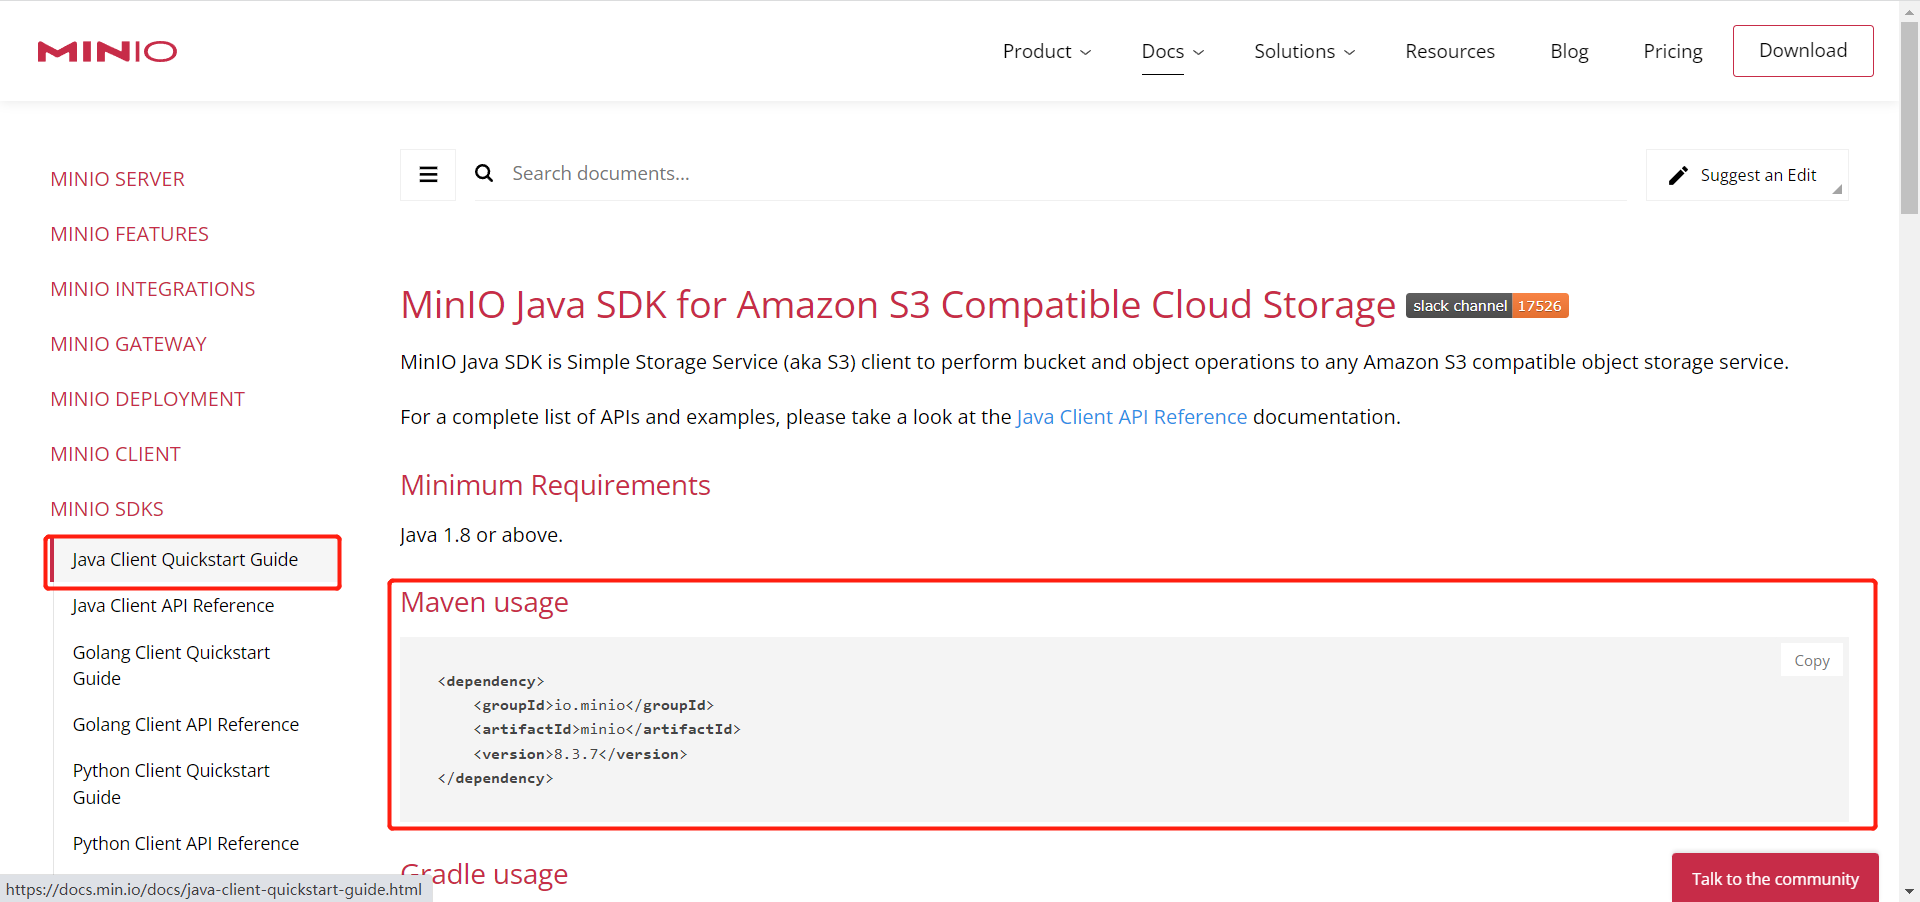 MINIO
Product
Docs
Solutions
Resources
Blog
Pricing
Download
MINIO SERVER
MINIO FEATURES
MINIO INTEGRATIONS
MINIO GATEWAY
MINIO DEPLOYMENT
MINIO CLIENT
MINIO SDKS
Java Client Quickstart Guide
Java Client API Reference
Golang Client Quickstart
Guide
Golang Client API Reference
Python Client Quickstart
Guide
Python Client API Reference
https://docs.min.io/docs/java-client-quickstart-guide.html
Search documents...
Suggest an Edit
MinIO Java SDK for Amazon S3 Compatible Cloud Storage slack channel 17526
MinIO Java SDK is Simple Storage Service (aka S3) client to perform bucket and object operations to any Amazon S3 compatible object storage service.
For a complete list of APIs and examples, please take a look at the Java Client API Reference documentation.
Minimum Requirements
Java 1.8 or above.
Maven usage
Copy
<dependency>
    <groupId>io.minio</groupId>
    <artifactId>minio</artifactId>
    <version>8.3.7</version>
</dependency>
Gradle usage
Talk to the community